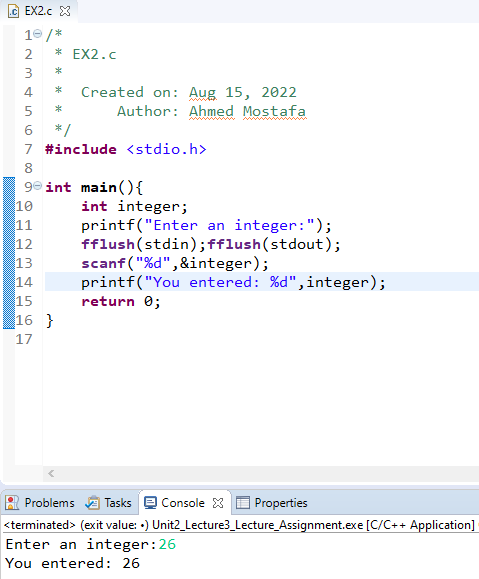 EX2.c
1 /*
2  * EX2.c
3  *
4  *  Created on: Aug 15, 2022
5  *      Author: Ahmed Mostafa
6  */
7 #include <stdio.h>
8
9 int main(){
10     int integer;
11     printf("Enter an integer:");
12     fflush(stdin);fflush(stdout);
13     scanf("%d",&integer);
14     printf("You entered: %d",integer);
15     return 0;
16 }
17
Problems Tasks Console Properties
<terminated> (exit value: •) Unit2_Lecture3_Lecture_Assignment.exe [C/C++ Application]
Enter an integer:26
You entered: 26